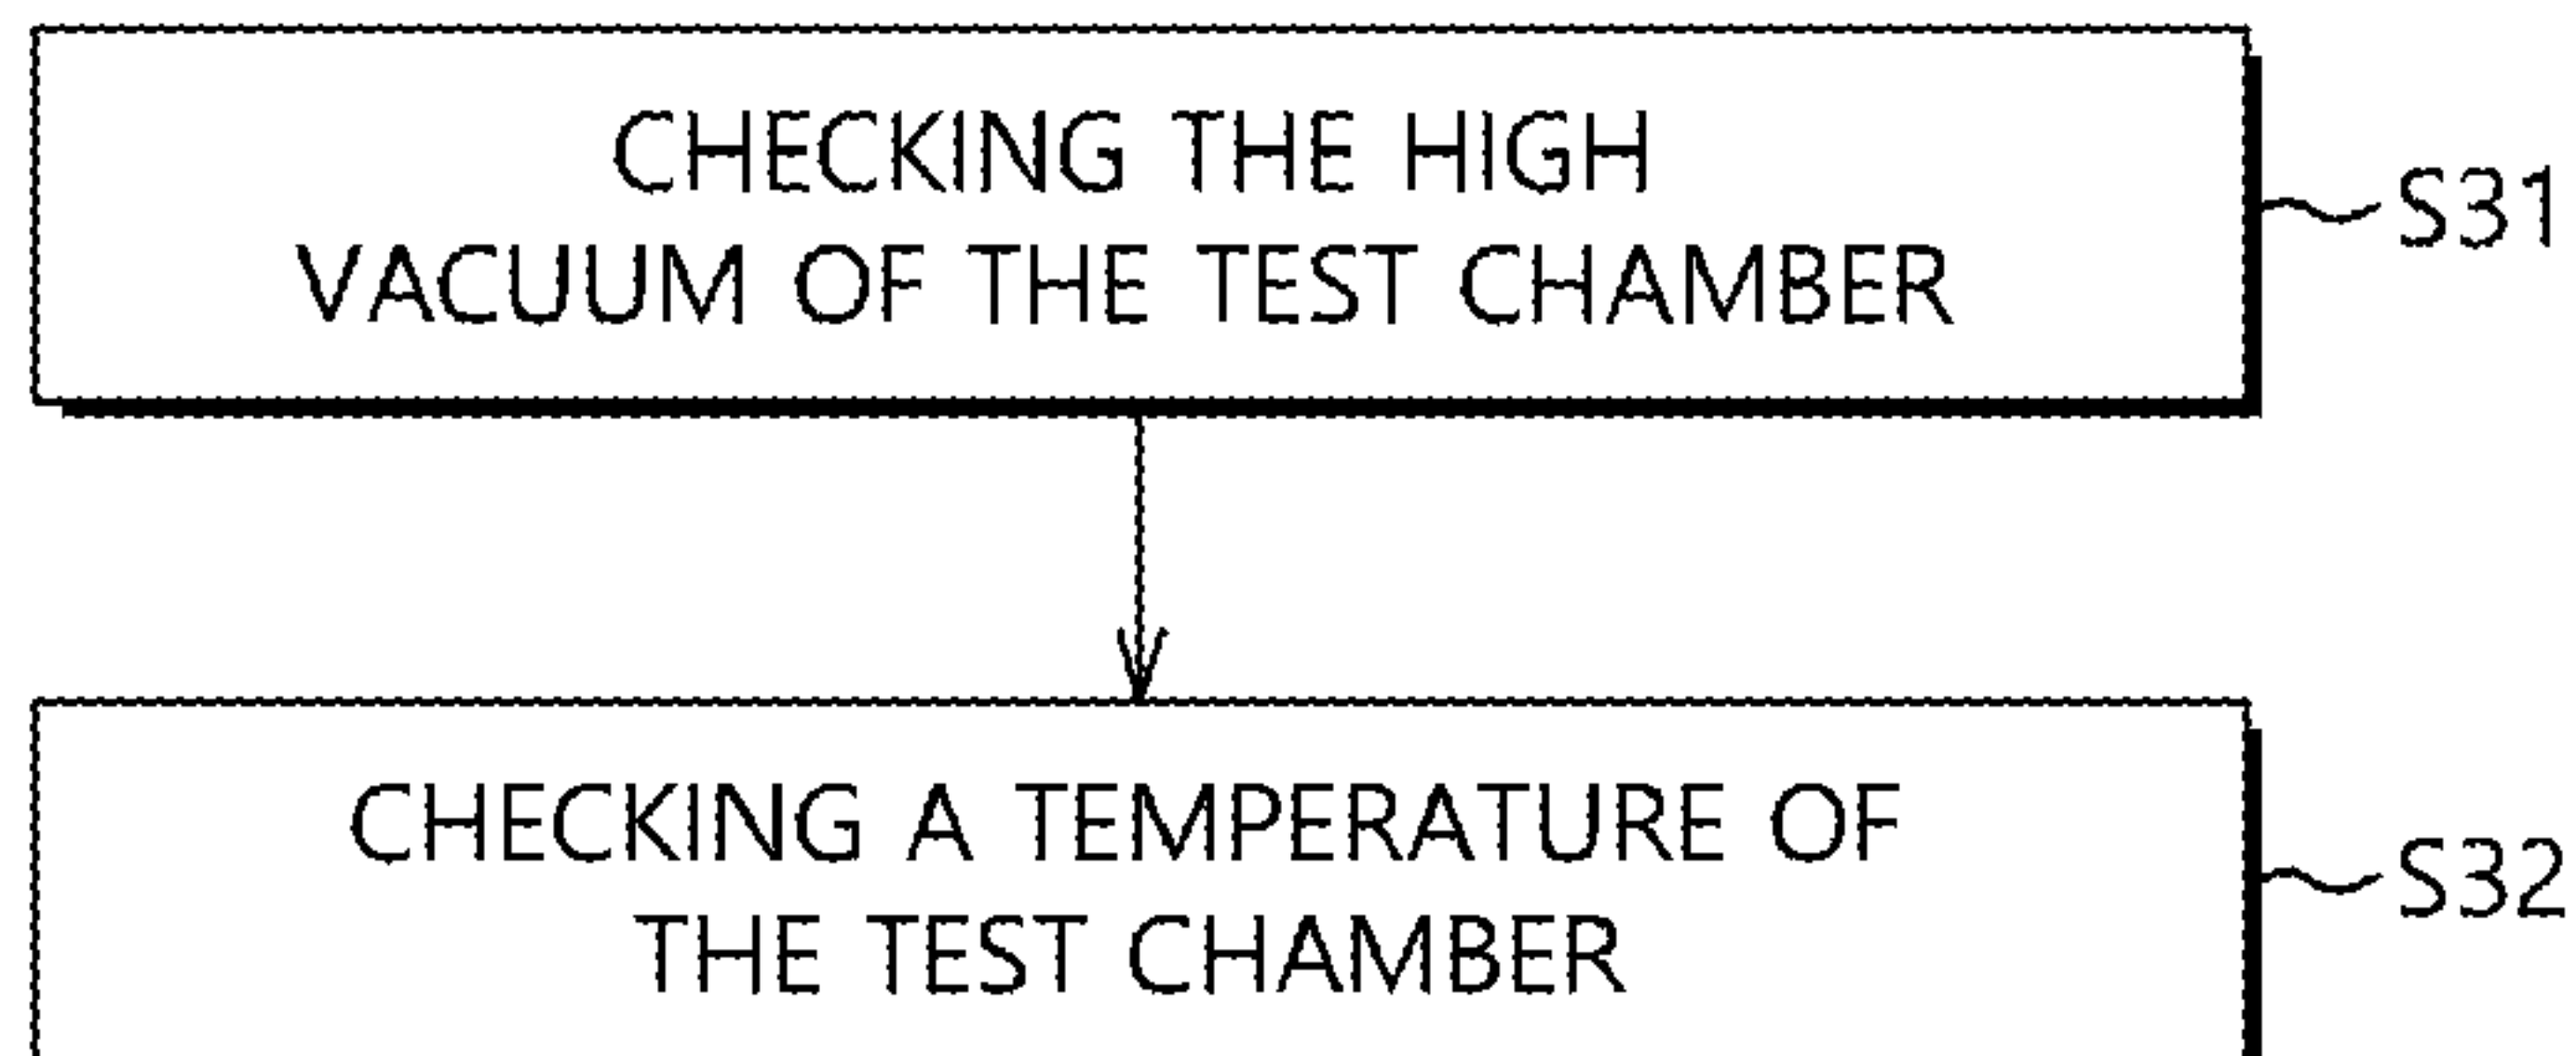 CHECKING THE HIGH
VACUUM OF THE TEST CHAMBER
S31
CHECKING A TEMPERATURE OF
THE TEST CHAMBER
S32